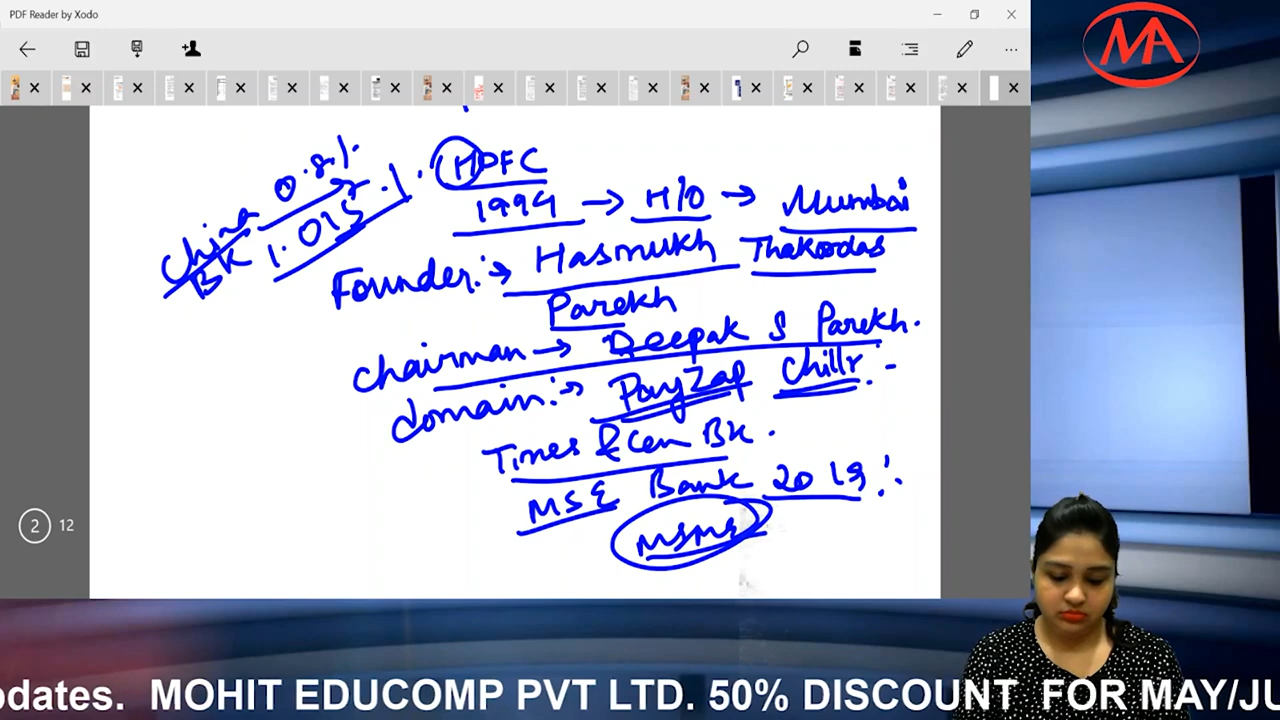 PDF Reader by Xodo
MA
HDFC
China 0.8%
BK 1.015 %.
1994 → H/O → Mumbai
Founder:→ Hasmukh Thakordas
Parekh
Chairman → Deepak S Parekh.
domain:→ PayZap Chillr :-
Times & Cen BK.
MSE Bank 2019 :.
MSME
2 12
odates. MOHIT EDUCOMP PVT LTD. 50% DISCOUNT FOR MAY/JU